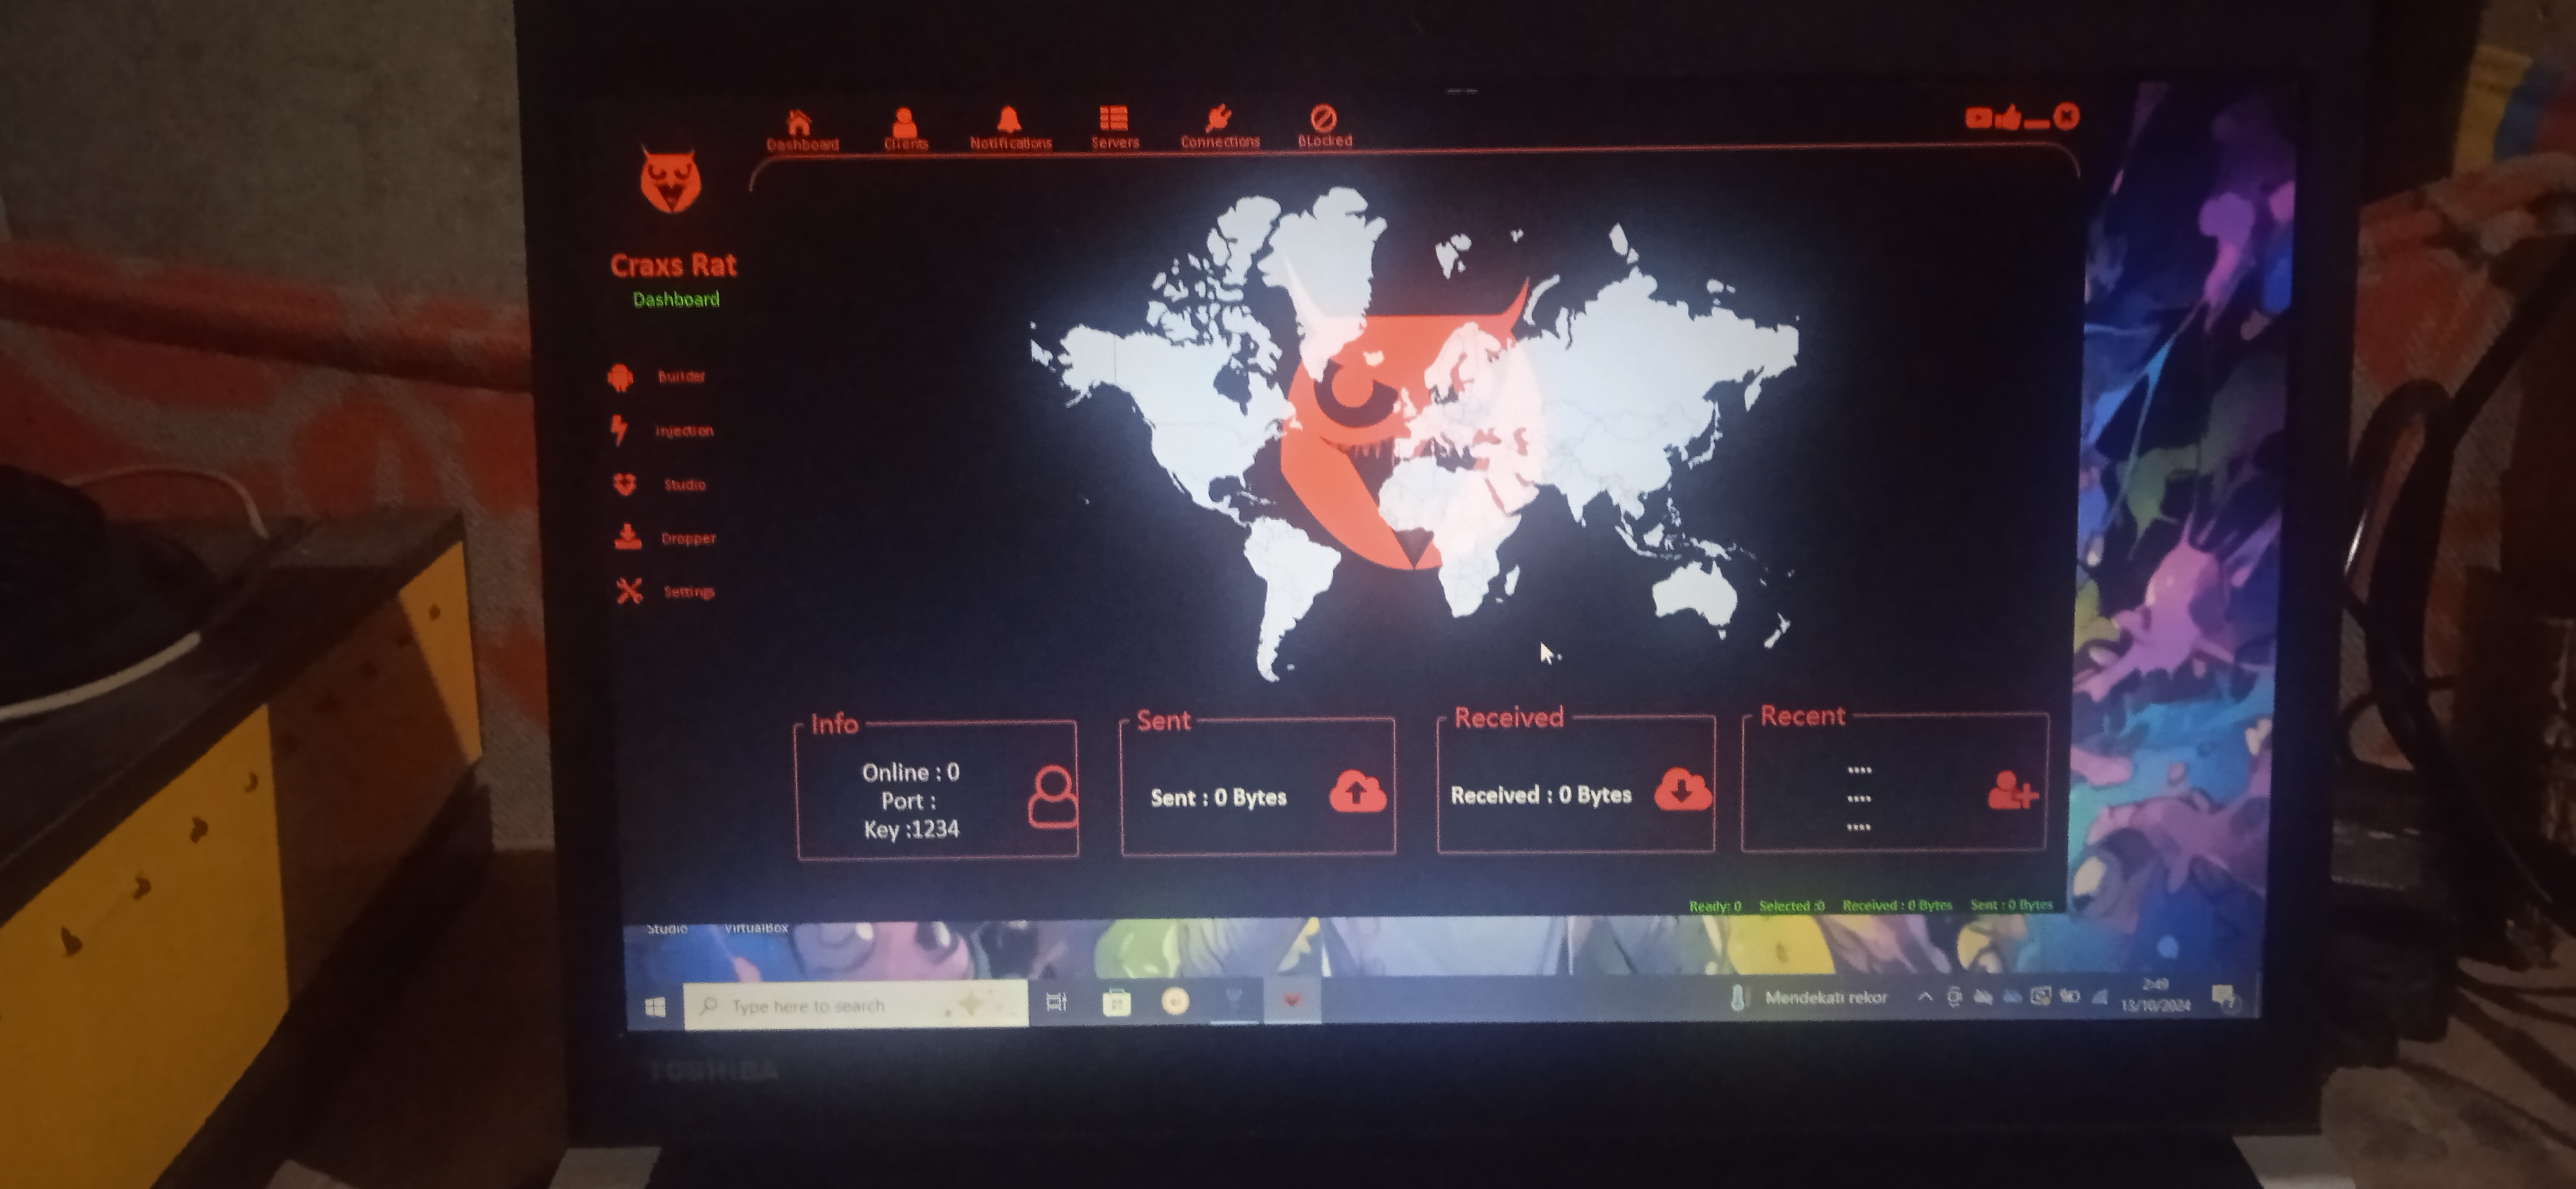 Dashboard
Clients
Notifications
Servers
Connections
BLocked
Craxs Rat
Dashboard
Builder
Injection
Studio
Dropper
Settings
Info
Online : 0
Port :
Key :1234
Sent
Sent : 0 Bytes
Received
Received : 0 Bytes
Recent
....
....
....
Ready: 0 Selected :0 Received : 0 Bytes Sent : 0 Bytes
Studio VirtualBox
Type here to search
Mendekati rekor
2:49
13/10/2024
TOSHIBA